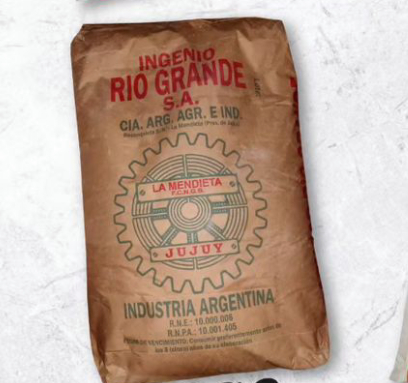 INGENIO
RIO GRANDE
S.A.
CIA. ARG. AGR. E IND.
LA MENDIETA
F.C.N.G.B.
JUJUY
INDUSTRIA ARGENTINA
R.N.E.: 10.000.006
R.N.P.A.: 10.001.405